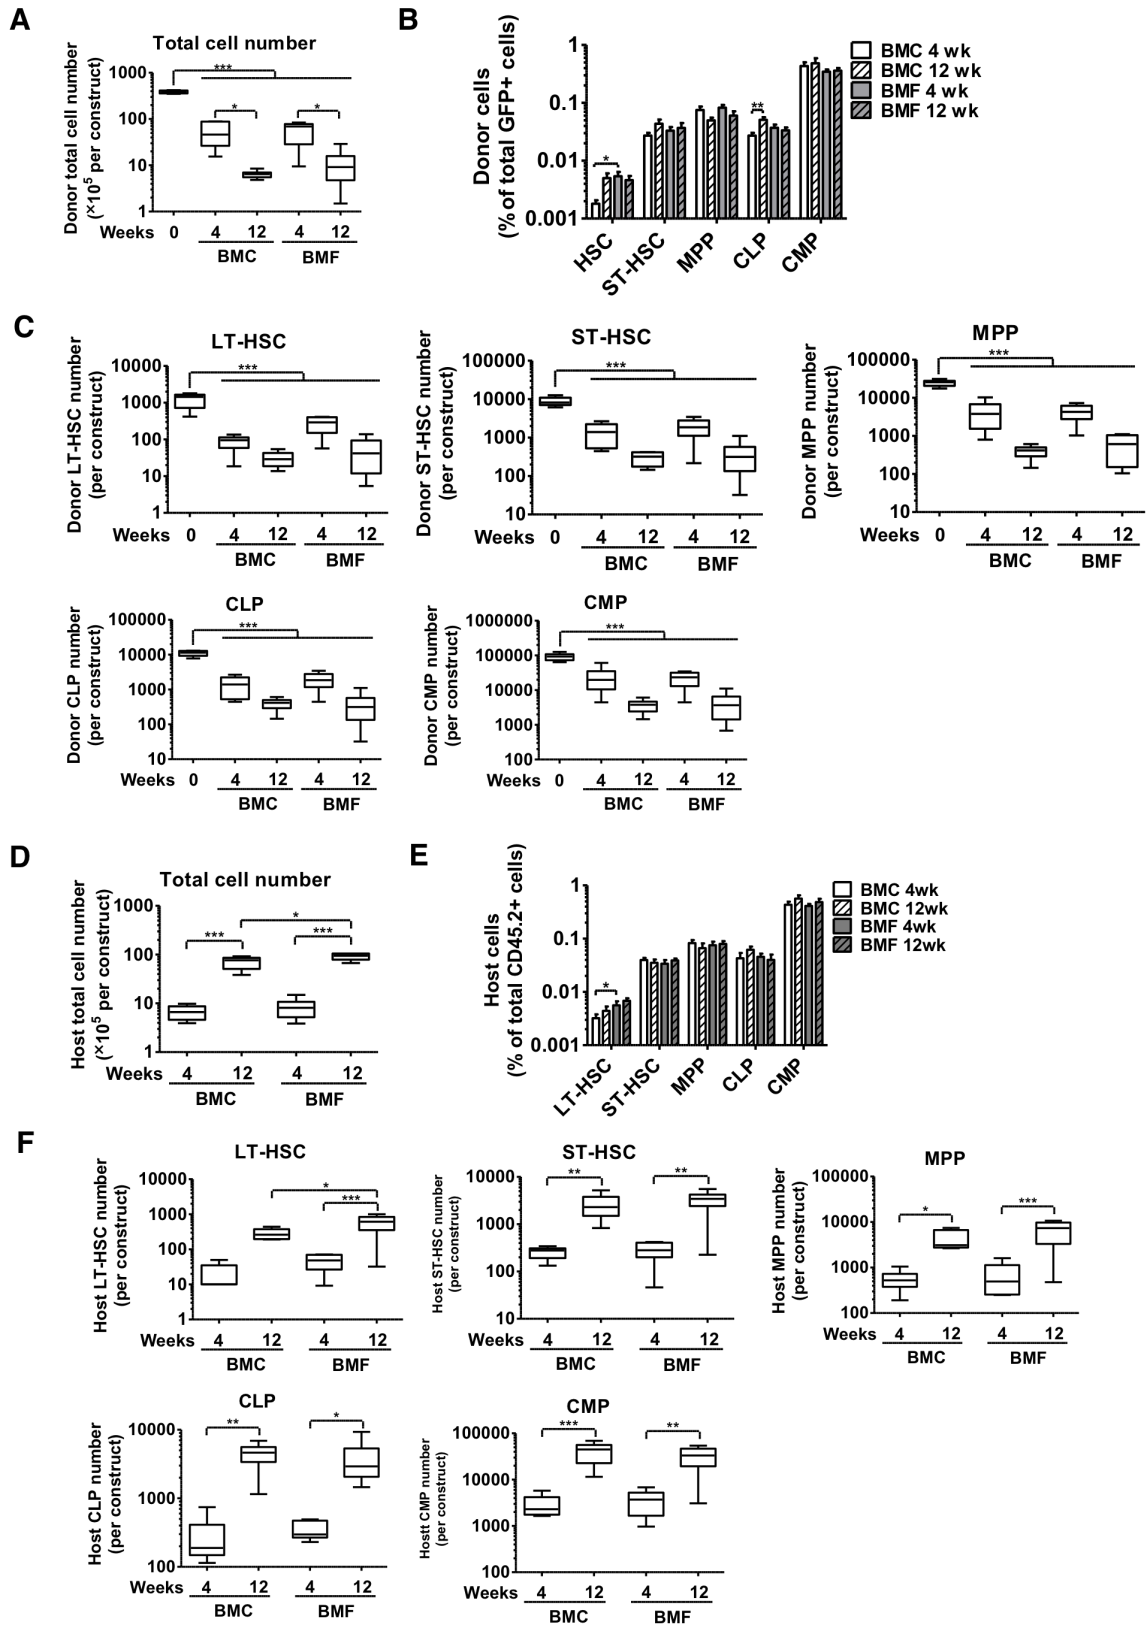 A
Total cell number
Donor total cell number
(×10⁵ per construct)
1000
100
10
1
***
*
*
Weeks 0 4 12 4 12
BMC BMF
B
Donor cells
(% of total GFP+ cells)
1
0.1
0.01
0.001
*
**
HSC
ST-HSC
MPP
CLP
CMP
BMC 4 wk
BMC 12 wk
BMF 4 wk
BMF 12 wk
C
LT-HSC
Donor LT-HSC number
(per construct)
10000
1000
100
10
1
***
Weeks 0 4 12 4 12
BMC BMF
ST-HSC
Donor ST-HSC number
(per construct)
100000
10000
1000
100
10
***
Weeks 0 4 12 4 12
BMC BMF
MPP
Donor MPP number
(per construct)
100000
10000
1000
100
10
***
Weeks 0 4 12 4 12
BMC BMF
CLP
Donor CLP number
(per construct)
100000
10000
1000
100
10
***
Weeks 0 4 12 4 12
BMC BMF
CMP
Donor CMP number
(per construct)
1000000
100000
10000
1000
100
***
Weeks 0 4 12 4 12
BMC BMF
D
Total cell number
Host total cell number
(×10⁵ per construct)
1000
100
10
1
***
***
*
Weeks 4 12 4 12
BMC BMF
E
Host cells
(% of total CD45.2+ cells)
1
0.1
0.01
0.001
*
LT-HSC
ST-HSC
MPP
CLP
CMP
BMC 4wk
BMC 12wk
BMF 4wk
BMF 12wk
F
LT-HSC
Host LT-HSC number
(per construct)
10000
1000
100
10
1
*
***
Weeks 4 12 4 12
BMC BMF
ST-HSC
Host ST-HSC number
(per construct)
10000
1000
100
10
**
**
Weeks 4 12 4 12
BMC BMF
MPP
Host MPP number
(per construct)
100000
10000
1000
100
*
***
Weeks 4 12 4 12
BMC BMF
CLP
Host CLP number
(per construct)
10000
1000
100
**
*
Weeks 4 12 4 12
BMC BMF
CMP
Hostt CMP number
(per construct)
100000
10000
1000
100
***
**
Weeks 4 12 4 12
BMC BMF